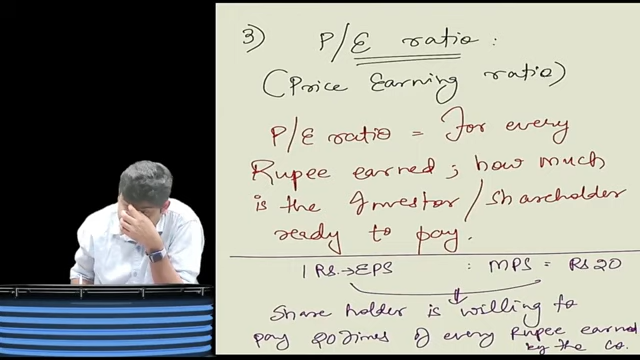 3) P/E ratio :
(Price Earning ratio)
P/E ratio = For every
Rupee earned ; how much
is the Investor / shareholder
ready to pay.
1 RS. → EPS : MPS = RS 20
Share holder is willing to
pay 20 times of every Rupee earned
by the Co.